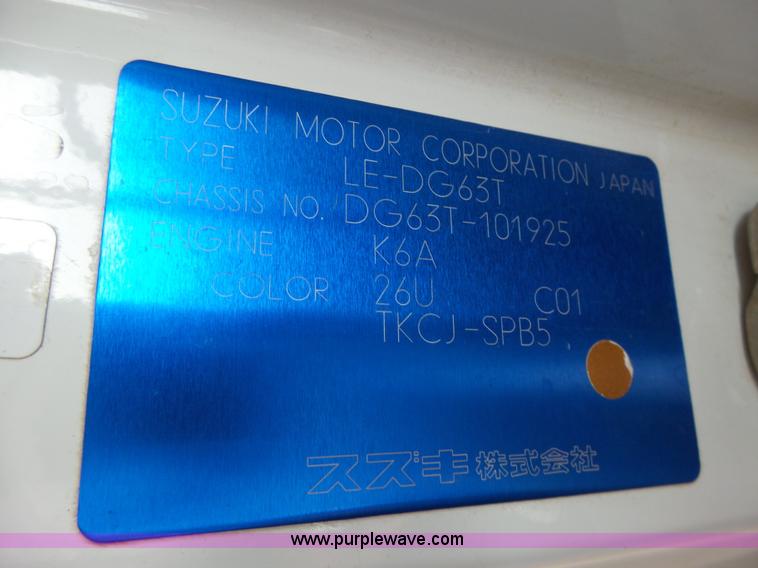 SUZUKI MOTOR CORPORATION JAPAN
TYPE LE-DG63T
CHASSIS NO. DG63T-101925
ENGINE K6A
COLOR 26U C01
TKCJ-SPB5
スズキ株式会社
www.purplewave.com